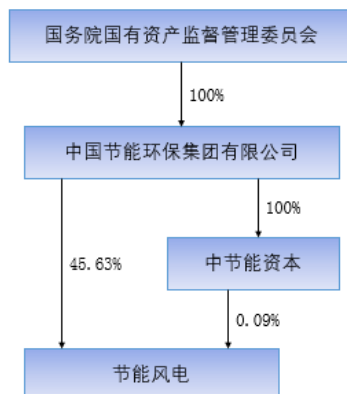 国务院国有资产监督管理委员会
100%
中国节能环保集团有限公司
100%
45.63%
中节能资本
0.09%
节能风电